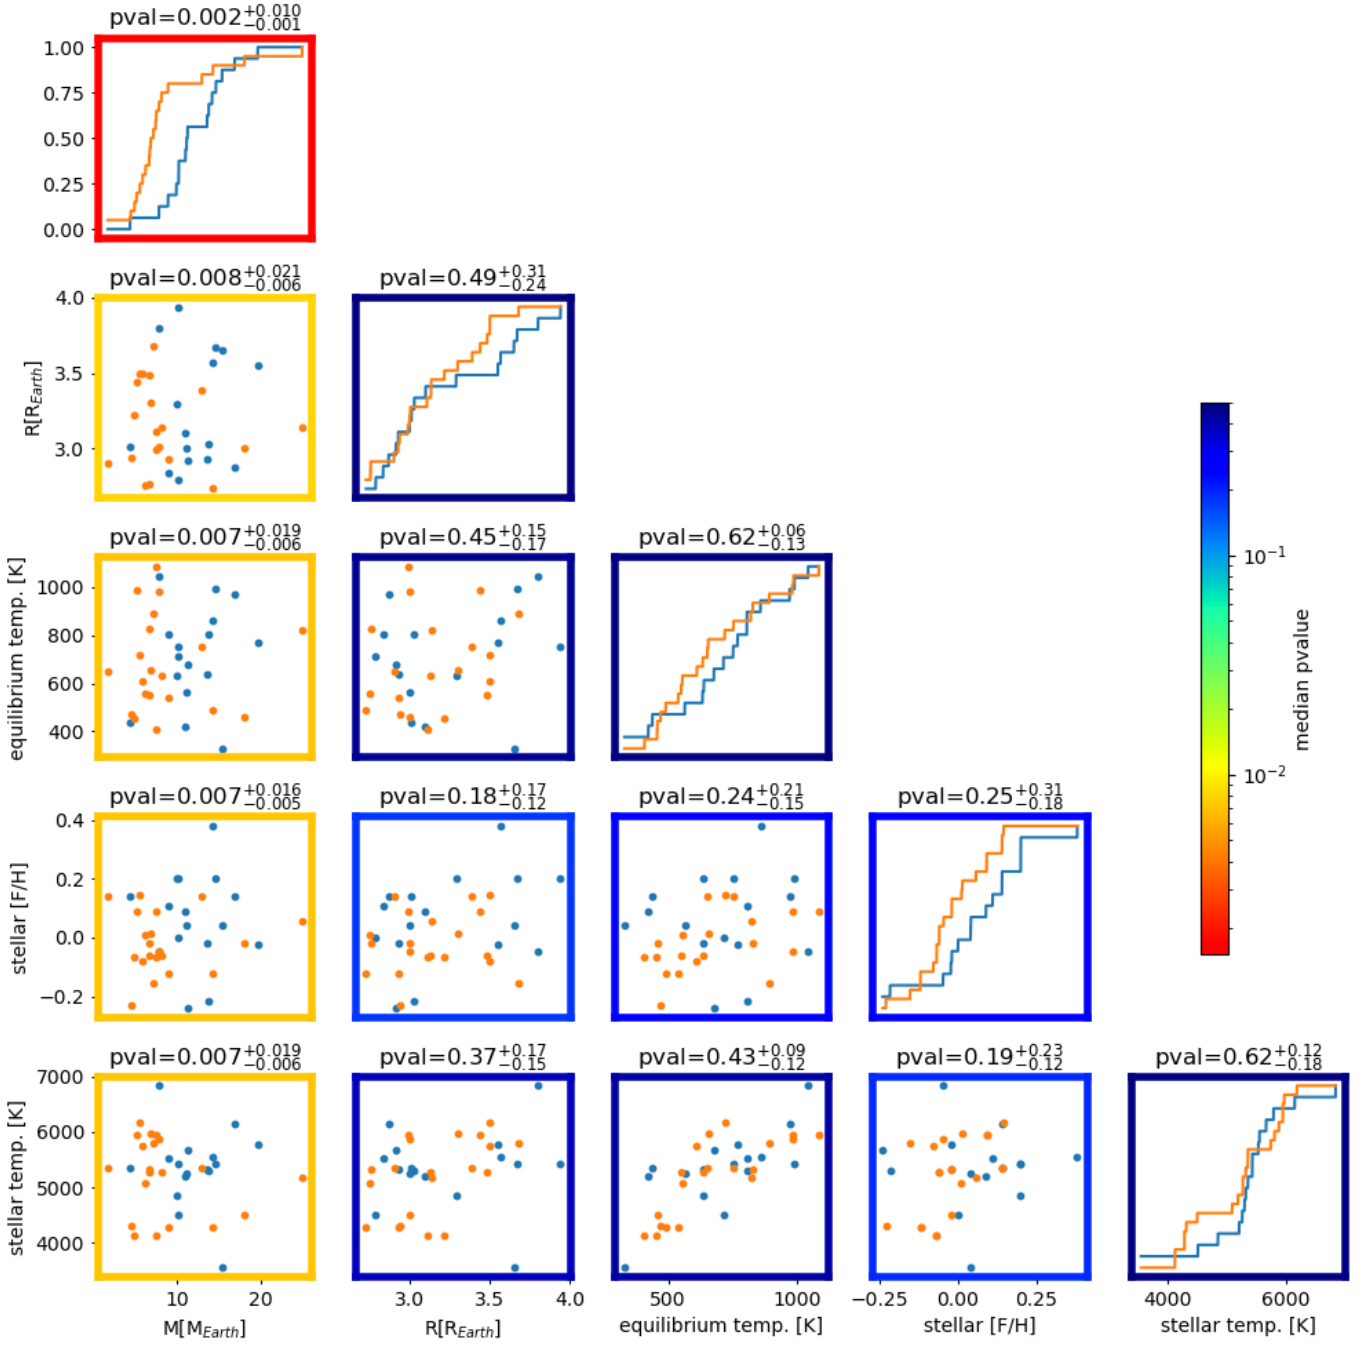 pval=0.002+0.010−0.001
1.00
0.75
0.50
0.25
0.00
pval=0.008+0.021−0.006 pval=0.49+0.31−0.24
4.0
3.5
3.0
R[REarth]
pval=0.007+0.019−0.006 pval=0.45+0.15−0.17 pval=0.62+0.06−0.13
1000
800
600
400
equilibrium temp. [K]
pval=0.007+0.016−0.005 pval=0.18+0.17−0.12 pval=0.24+0.21−0.15 pval=0.25+0.31−0.18
0.4
0.2
0.0
−0.2
stellar [F/H]
pval=0.007+0.019−0.006 pval=0.37+0.17−0.15 pval=0.43+0.09−0.12 pval=0.19+0.23−0.12 pval=0.62+0.12−0.18
7000
6000
5000
4000
stellar temp. [K]
10 20 3.0 3.5 4.0 500 1000 −0.25 0.00 0.25 4000 6000
M[MEarth] R[REarth] equilibrium temp. [K] stellar [F/H] stellar temp. [K]
10−1
10−2
median pvalue